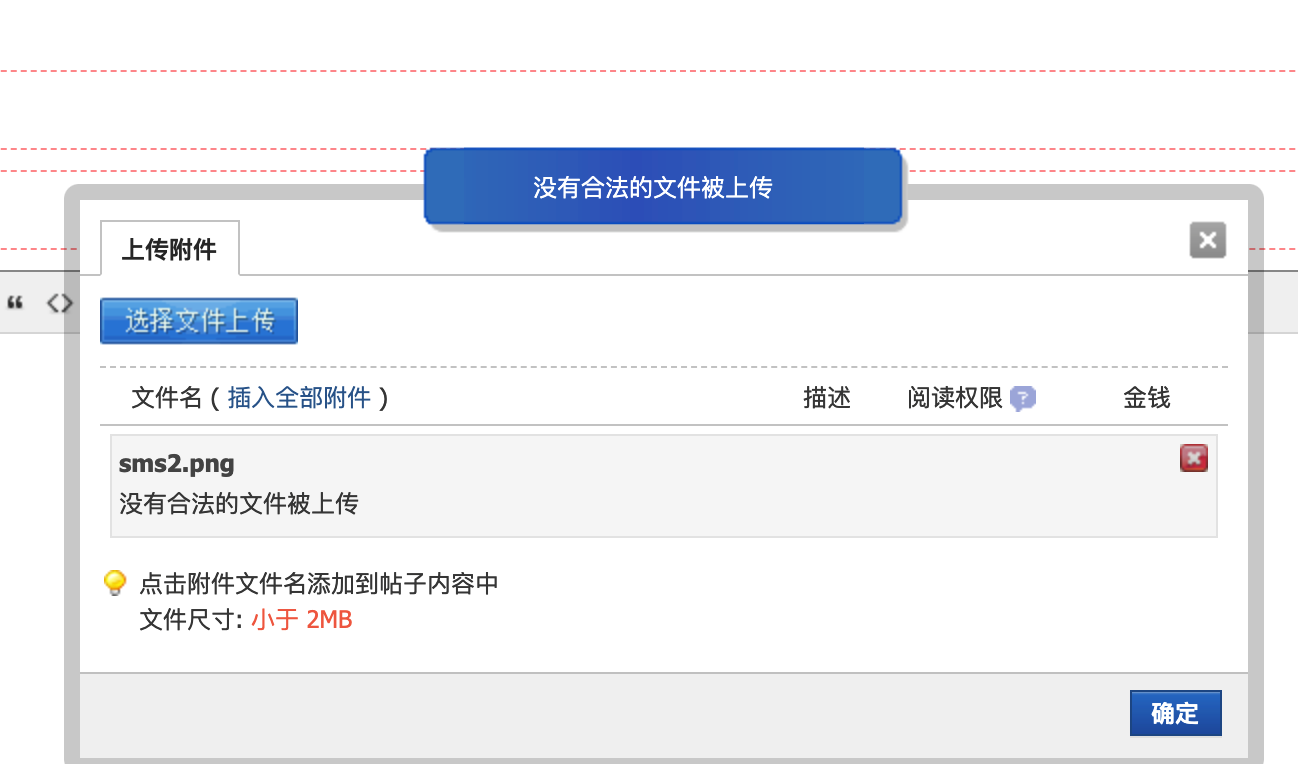 没有合法的文件被上传
上传附件
选择文件上传
文件名 ( 插入全部附件 ) 描述 阅读权限 ? 金钱
sms2.png
没有合法的文件被上传
点击附件文件名添加到帖子内容中
文件尺寸: 小于 2MB
确定